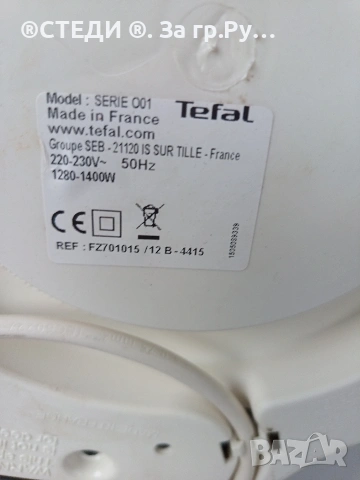 ®СТЕДИ ®. За гр.Ру...
Model : SERIE O01 Tefal
Made in France
www.tefal.com
Groupe SEB - 21120 IS SUR TILLE - France
220-230V~ 50Hz
1280-1400W
CE
REF : FZ701015 /12 B - 4415
bazar